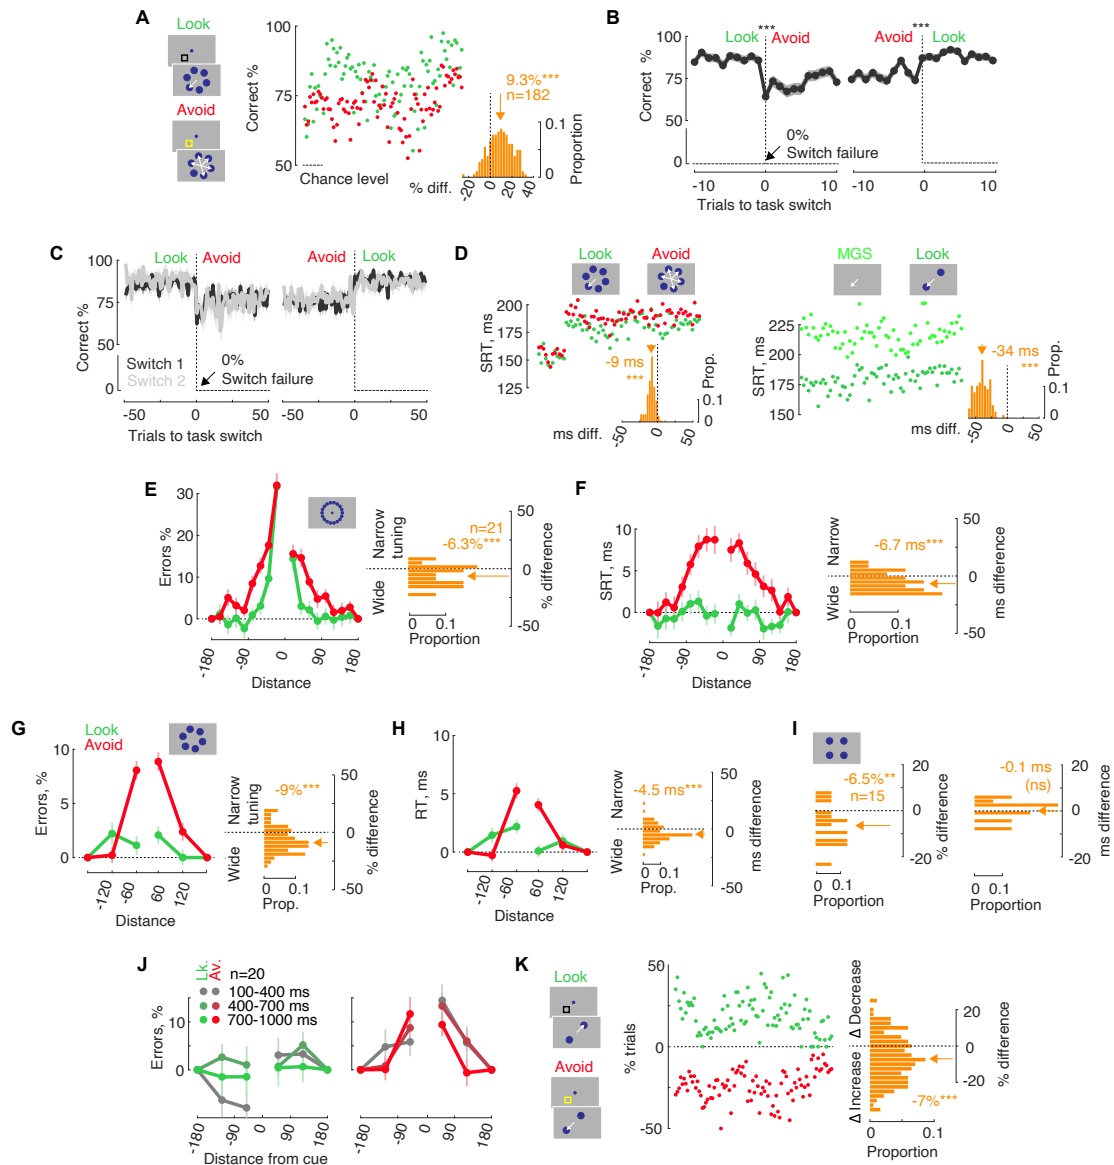 A
Look
Avoid
Correct %
100
75
50
Chance level
9.3%***
n=182
0.1
0
Proportion
% diff.
-20
0
20
40
B
***
***
Look
Avoid
Avoid
Look
Correct %
100
75
50
0
0%
Switch failure
-10
0
10
-10
0
10
Trials to task switch
C
Look
Avoid
Avoid
Look
Correct %
100
75
50
0
Switch 1
Switch 2
0%
Switch failure
-50
0
50
-50
0
50
Trials to task switch
D
Look
Avoid
SRT, ms
200
175
150
125
-9 ms
***
Prop.
0.1
0
ms diff.
-50
0
50
MGS
Look
SRT, ms
225
200
175
150
-34 ms
***
Prop.
0.1
0
ms diff.
-50
0
50
E
Errors %
30
20
10
0
-180
-90
0
90
180
Distance
Narrow tuning
Wide
n=21
-6.3%***
50
0
-50
% difference
0
0.1
Proportion
F
SRT, ms
10
5
0
-180
-90
0
90
180
Distance
Narrow
Wide
-6.7 ms***
50
0
-50
ms difference
0
0.1
Proportion
G
Look
Avoid
Errors, %
10
5
0
-120
-60
60
120
Distance
Narrow tuning
Wide
-9%***
50
0
-50
% difference
0
0.1
Prop.
H
RT, ms
10
5
0
-120
-60
60
120
Distance
Narrow
Wide
-4.5 ms***
50
0
-50
ms difference
0
0.1
Prop.
I
-6.5%**
n=15
20
0
-20
% difference
0
0.1
Proportion
-0.1 ms
(ns)
20
0
-20
ms difference
0
0.1
Proportion
J
Lk.
Av.
n=20
100-400 ms
400-700 ms
700-1000 ms
Errors, %
10
0
10
0
-180
-90
0
90
180
-180
-90
0
90
180
Distance from cue
K
Look
Avoid
% trials
50
0
-50
Δ Decrease
Δ Increase
20
0
-20
% difference
-7%***
0
0.1
Proportion